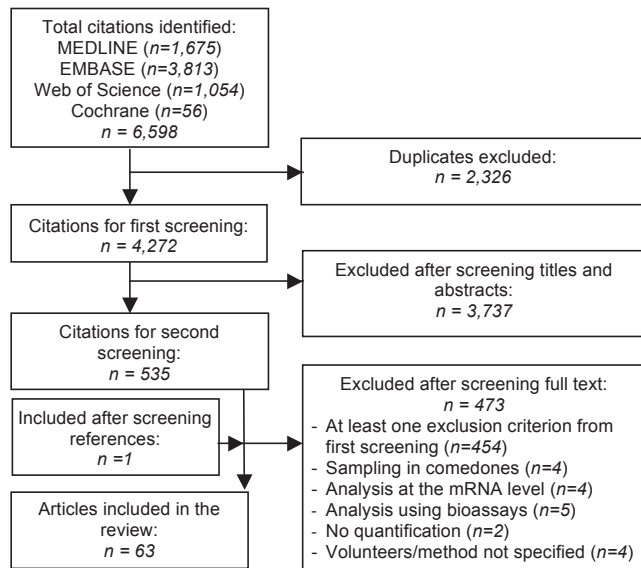 Total citations identified:
MEDLINE (n=1,675)
EMBASE (n=3,813)
Web of Science (n=1,054)
Cochrane (n=56)
n = 6,598
Duplicates excluded:
n = 2,326
Citations for first screening:
n = 4,272
Excluded after screening titles and
abstracts:
n = 3,737
Citations for second
screening:
n = 535
Included after screening
references:
n =1
Excluded after screening full text:
n = 473
- At least one exclusion criterion from
first screening (n=454)
- Sampling in comedones (n=4)
- Analysis at the mRNA level (n=4)
- Analysis using bioassays (n=5)
- No quantification (n=2)
- Volunteers/method not specified (n=4)
Articles included in the
review:
n = 63